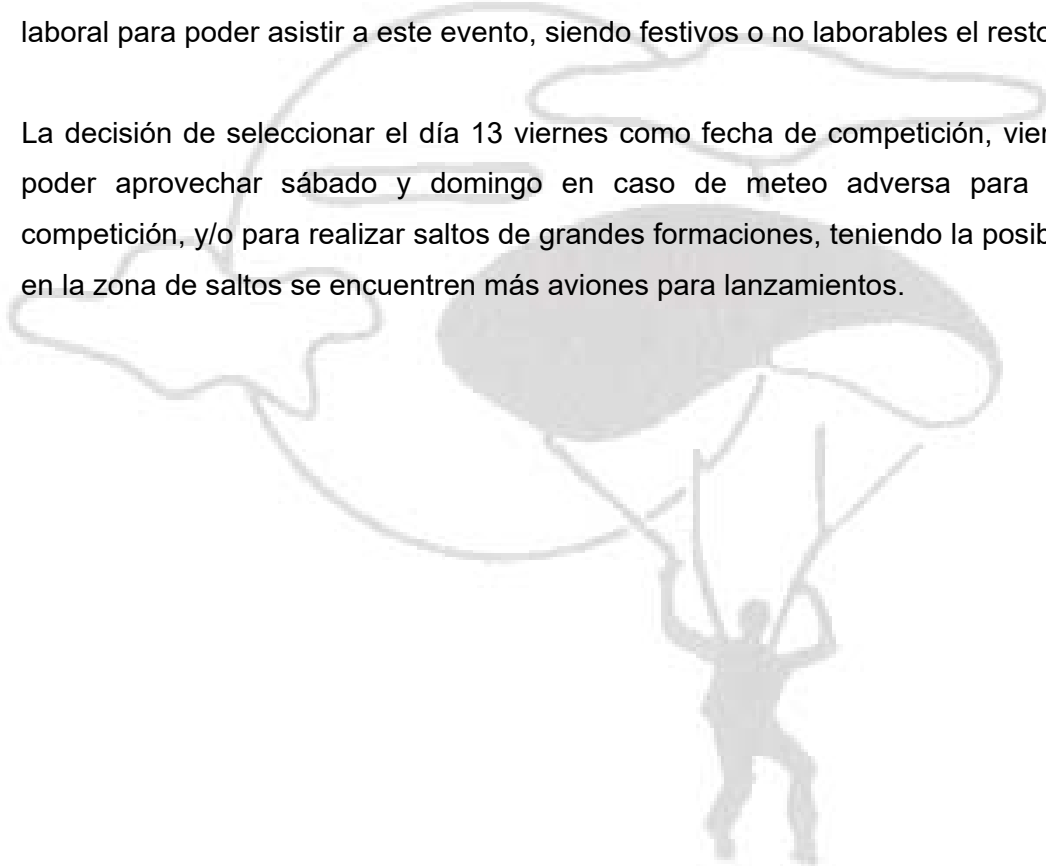 laboral para poder asistir a este evento, siendo festivos o no laborables el resto
La decisión de seleccionar el día 13 viernes como fecha de competición, vien
poder aprovechar sábado y domingo en caso de meteo adversa para
competición, y/o para realizar saltos de grandes formaciones, teniendo la posib
en la zona de saltos se encuentren más aviones para lanzamientos.